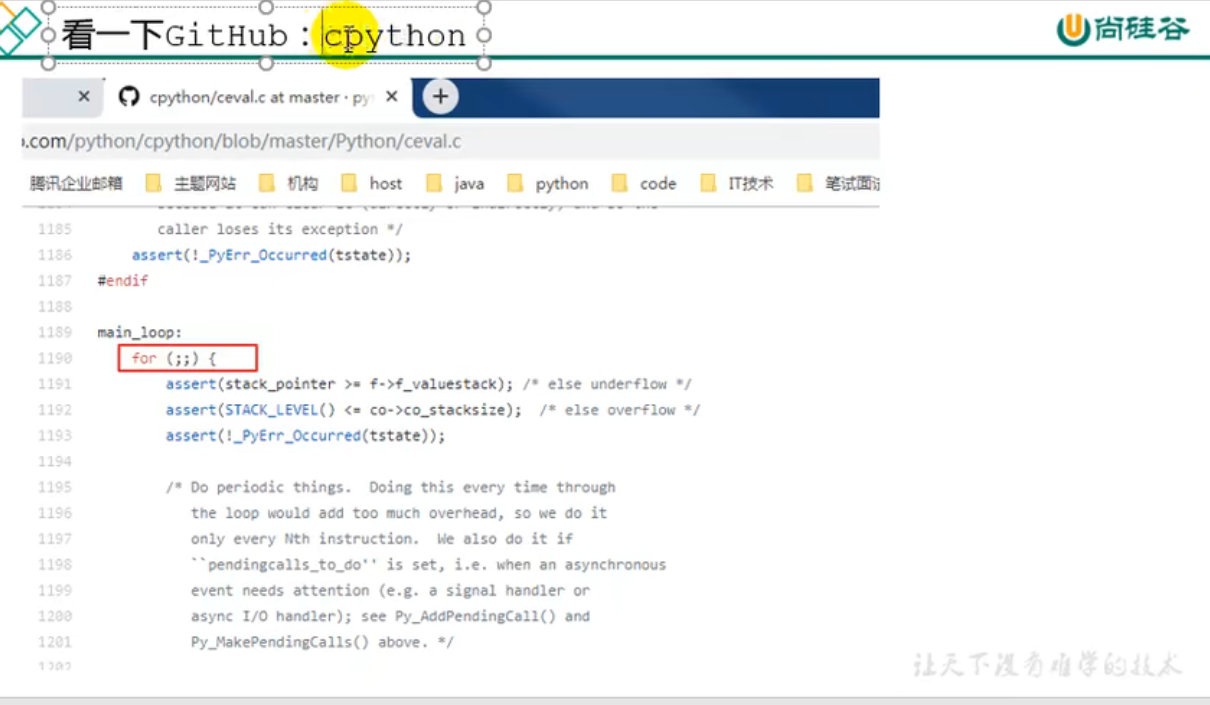 看一下GitHub：cpython
尚硅谷
cpython/ceval.c at master · py
.com/python/cpython/blob/master/Python/ceval.c
腾讯企业邮箱 主题网站 机构 host java python code IT技术 笔试面试
1185 caller loses its exception */
1186 assert(!_PyErr_Occurred(tstate));
1187 #endif
1188
1189 main_loop:
1190 for (;;) {
1191 assert(stack_pointer >= f->f_valuestack); /* else underflow */
1192 assert(STACK_LEVEL() <= co->co_stacksize);  /* else overflow */
1193 assert(!_PyErr_Occurred(tstate));
1194
1195 /* Do periodic things.  Doing this every time through
1196 the loop would add too much overhead, so we do it
1197 only every Nth instruction.  We also do it if
1198 ``pendingcalls_to_do'' is set, i.e. when an asynchronous
1199 event needs attention (e.g. a signal handler or
1200 async I/O handler); see Py_AddPendingCall() and
1201 Py_MakePendingCalls() above. */
1202
让天下没有难学的技术